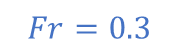 Fr = 0.3